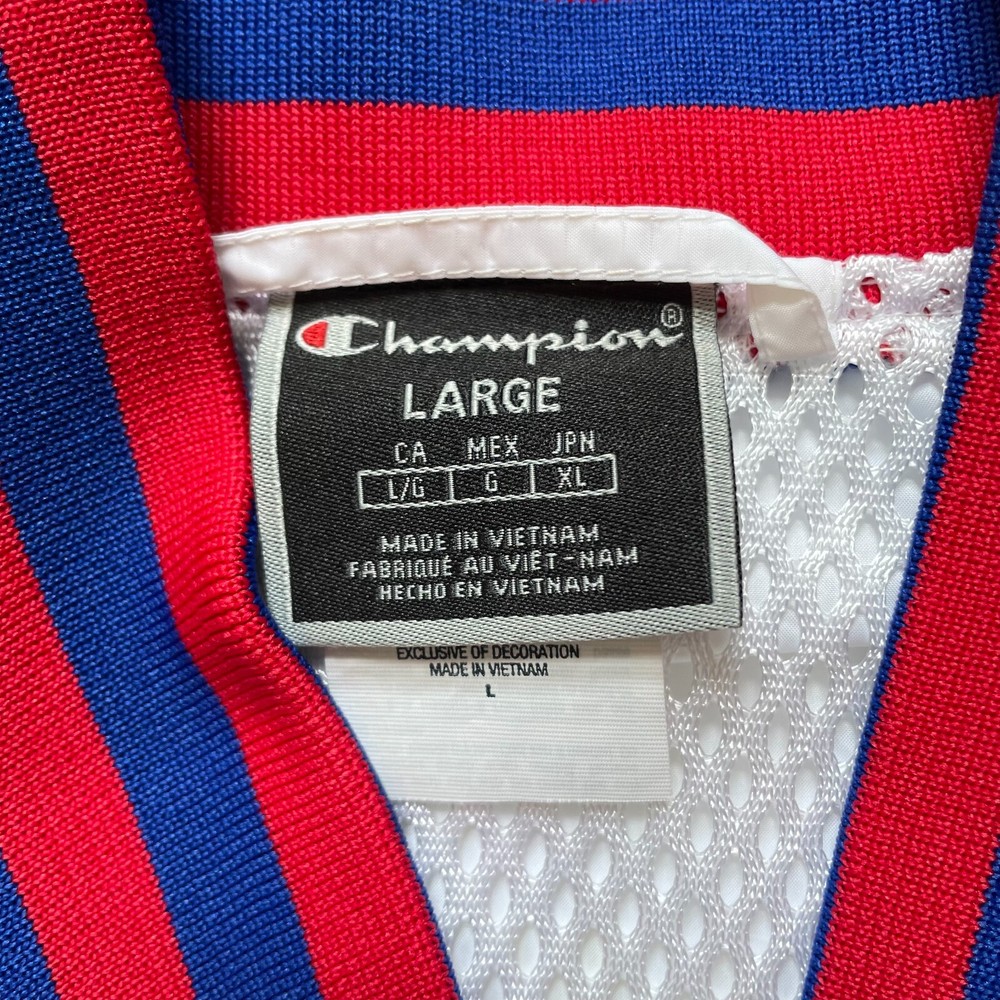 Champion®
LARGE
CA MEX JPN
L/G G XL
MADE IN VIETNAM
FABRIQUÉ AU VIÊT-NAM
HECHO EN VIETNAM
EXCLUSIVE OF DECORATION
MADE IN VIETNAM
L